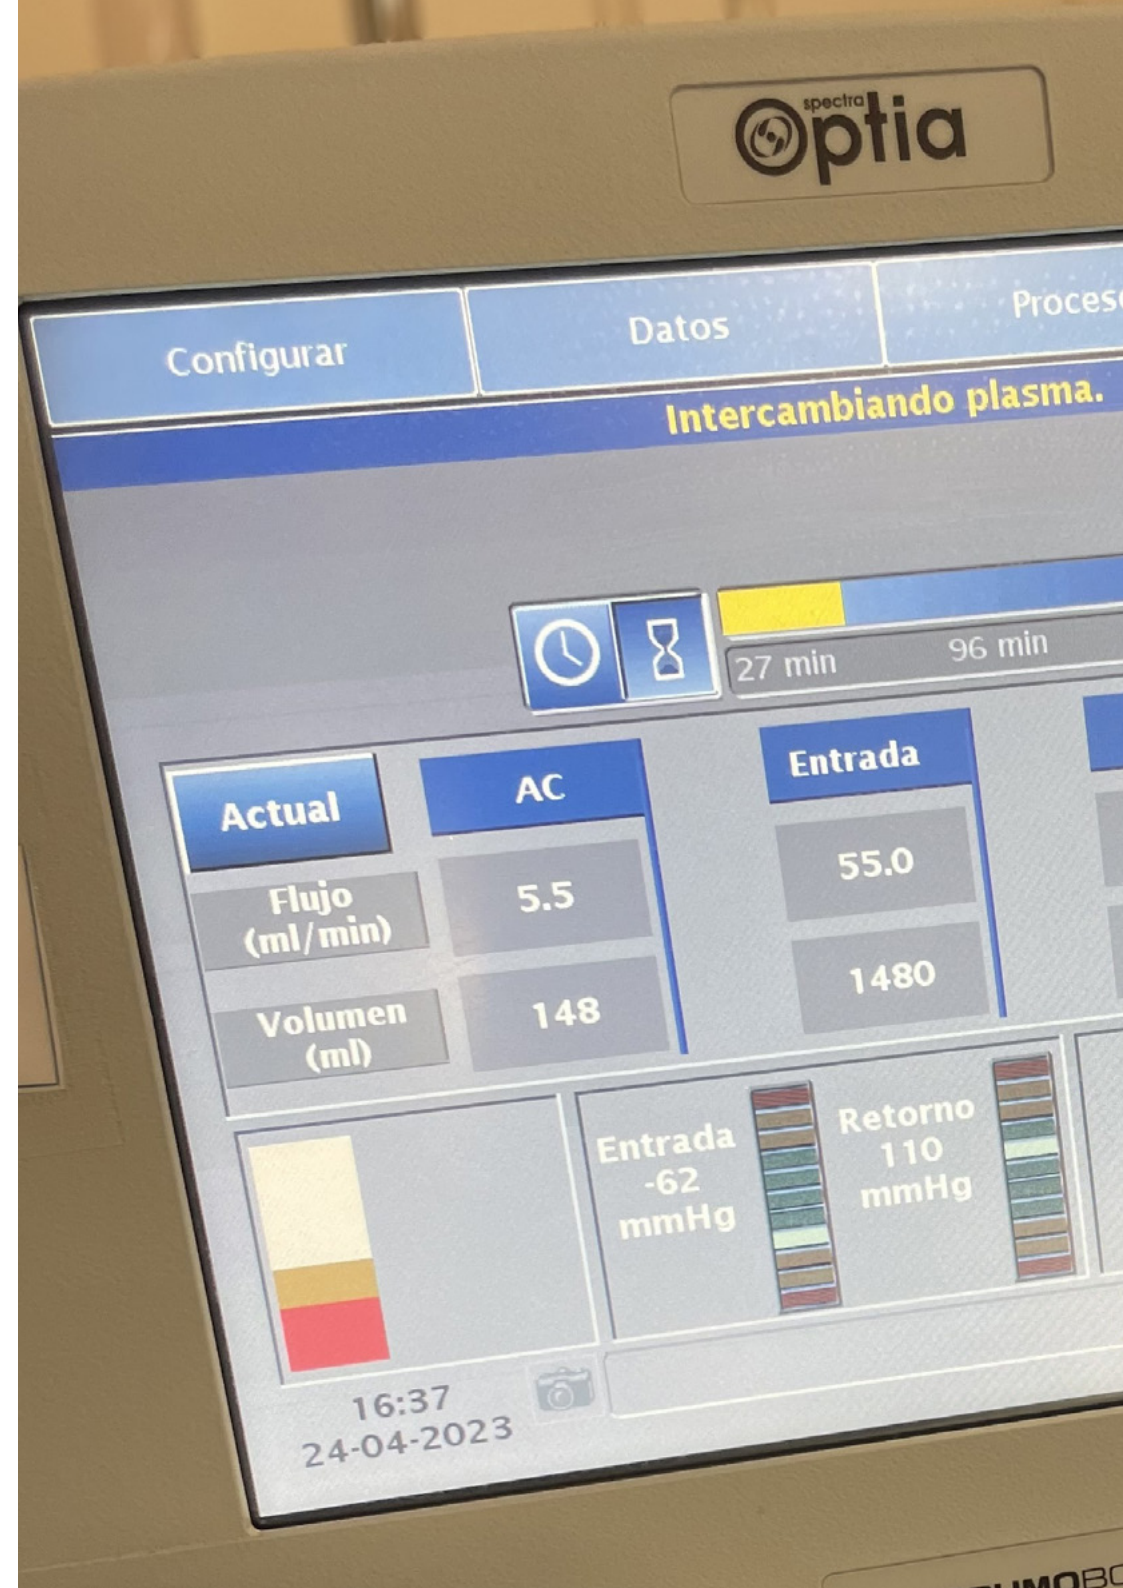 spectra
Optia
Configurar
Datos
Intercambiando plasma.
27 min
96 min
Actual
AC
Entrada
Flujo
(ml/min)
5.5
55.0
Volumen
(ml)
148
1480
Entrada
-62
mmHg
Retorno
110
mmHg
16:37
24-04-2023